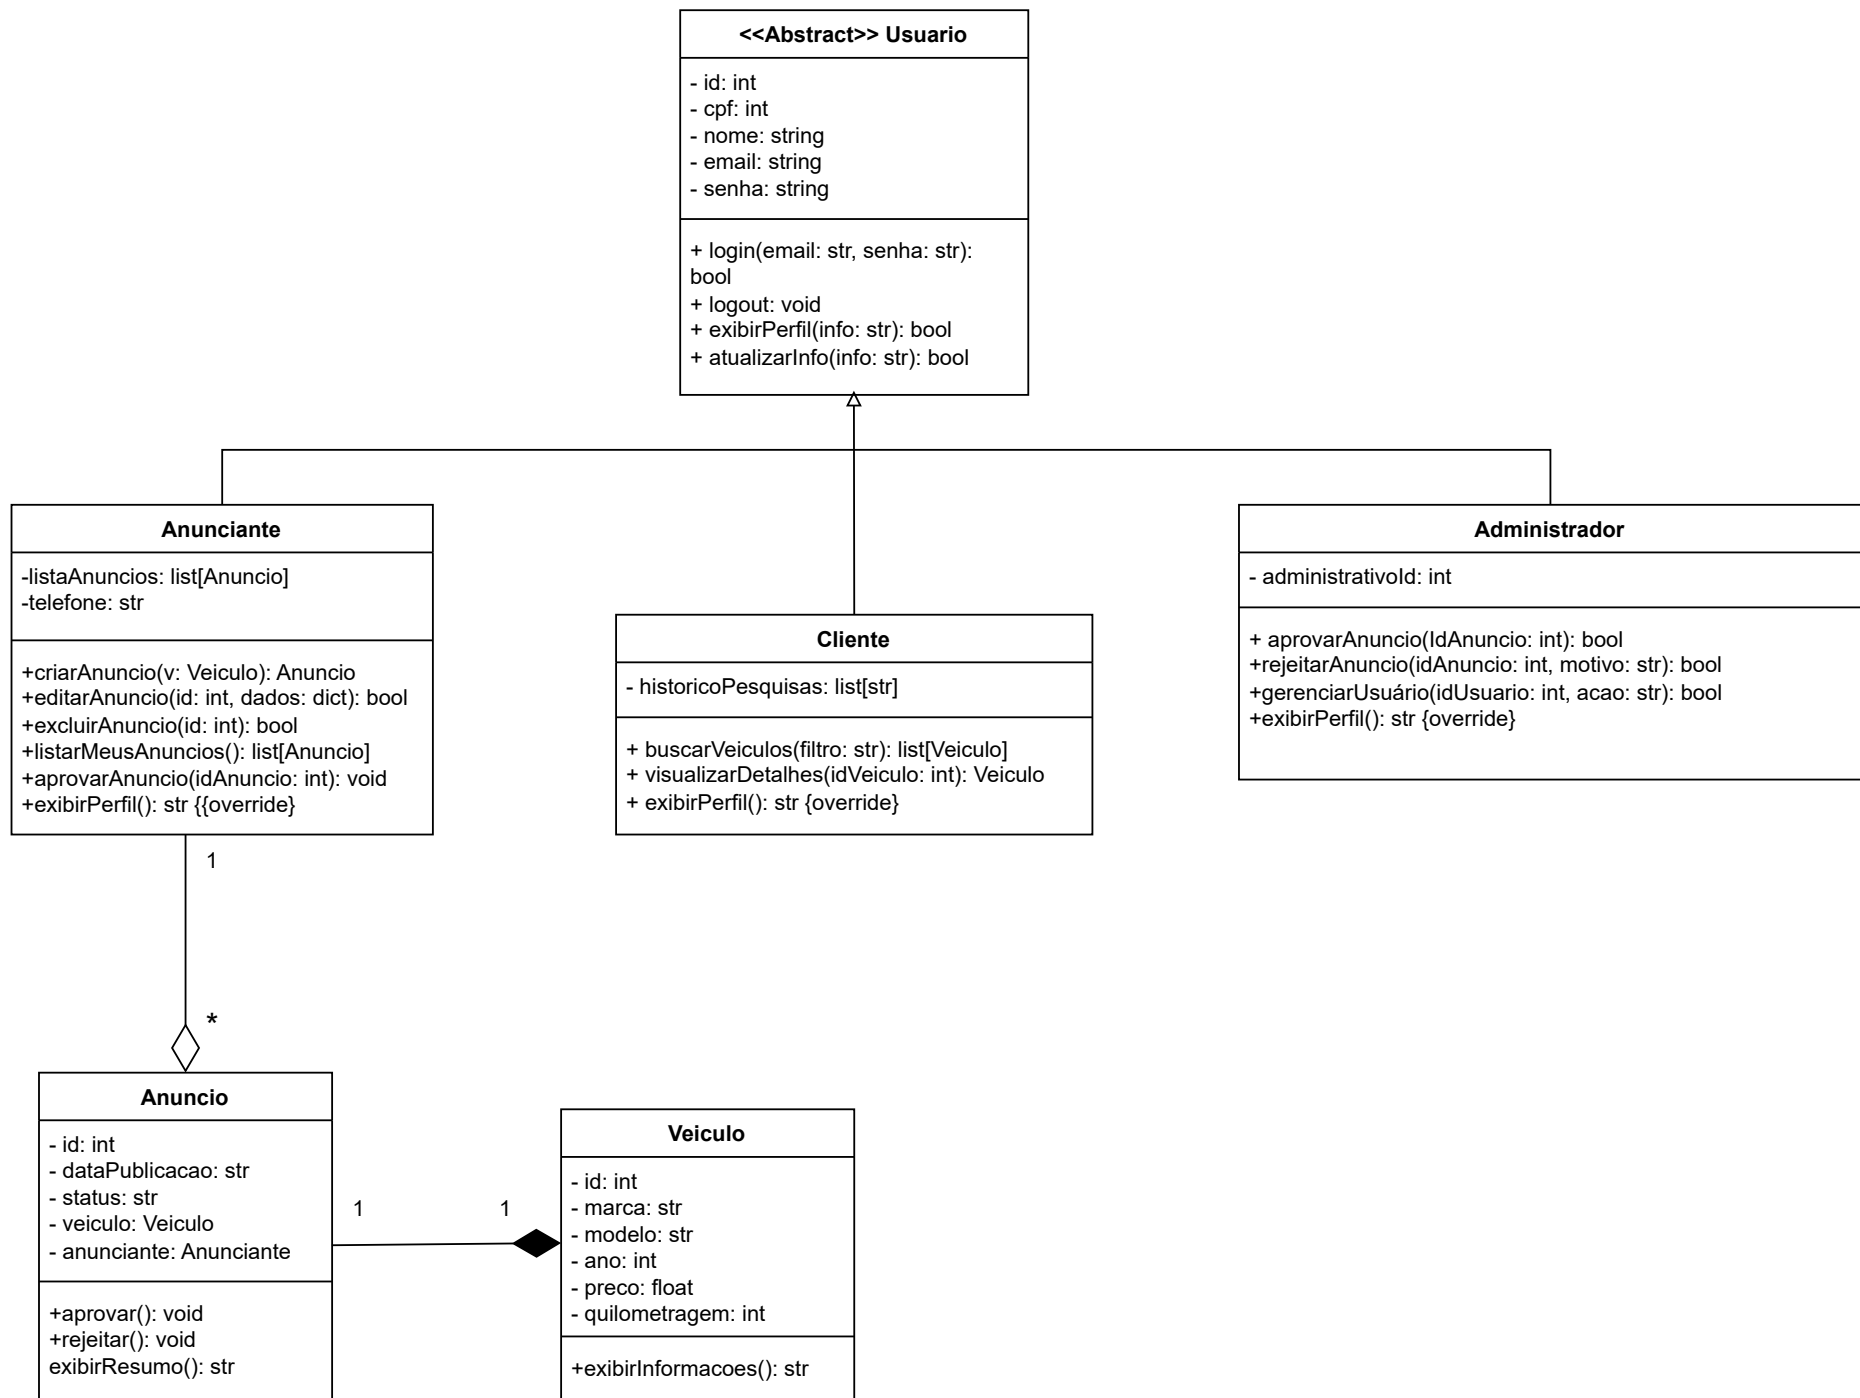 <<Abstract>> Usuario
- id: int
- cpf: int
- nome: string
- email: string
- senha: string
+ login(email: str, senha: str):
bool
+ logout: void
+ exibirPerfil(info: str): bool
+ atualizarInfo(info: str): bool
Anunciante
-listaAnuncios: list[Anuncio]
-telefone: str
+criarAnuncio(v: Veiculo): Anuncio
+editarAnuncio(id: int, dados: dict): bool
+excluirAnuncio(id: int): bool
+listarMeusAnuncios(): list[Anuncio]
+aprovarAnuncio(idAnuncio: int): void
+exibirPerfil(): str {{override}
Cliente
- historicoPesquisas: list[str]
+ buscarVeiculos(filtro: str): list[Veiculo]
+ visualizarDetalhes(idVeiculo: int): Veiculo
+ exibirPerfil(): str {override}
Administrador
- administrativoId: int
+ aprovarAnuncio(IdAnuncio: int): bool
+rejeitarAnuncio(idAnuncio: int, motivo: str): bool
+gerenciarUsuário(idUsuario: int, acao: str): bool
+exibirPerfil(): str {override}
1
*
Anuncio
- id: int
- dataPublicacao: str
- status: str
- veiculo: Veiculo
- anunciante: Anunciante
+aprovar(): void
+rejeitar(): void
exibirResumo(): str
1
1
Veiculo
- id: int
- marca: str
- modelo: str
- ano: int
- preco: float
- quilometragem: int
+exibirInformacoes(): str